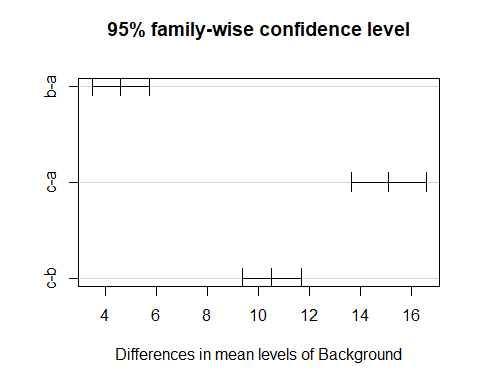 95% family-wise confidence level
b-a
c-a
c-b
4 6 8 10 12 14 16
Differences in mean levels of Background